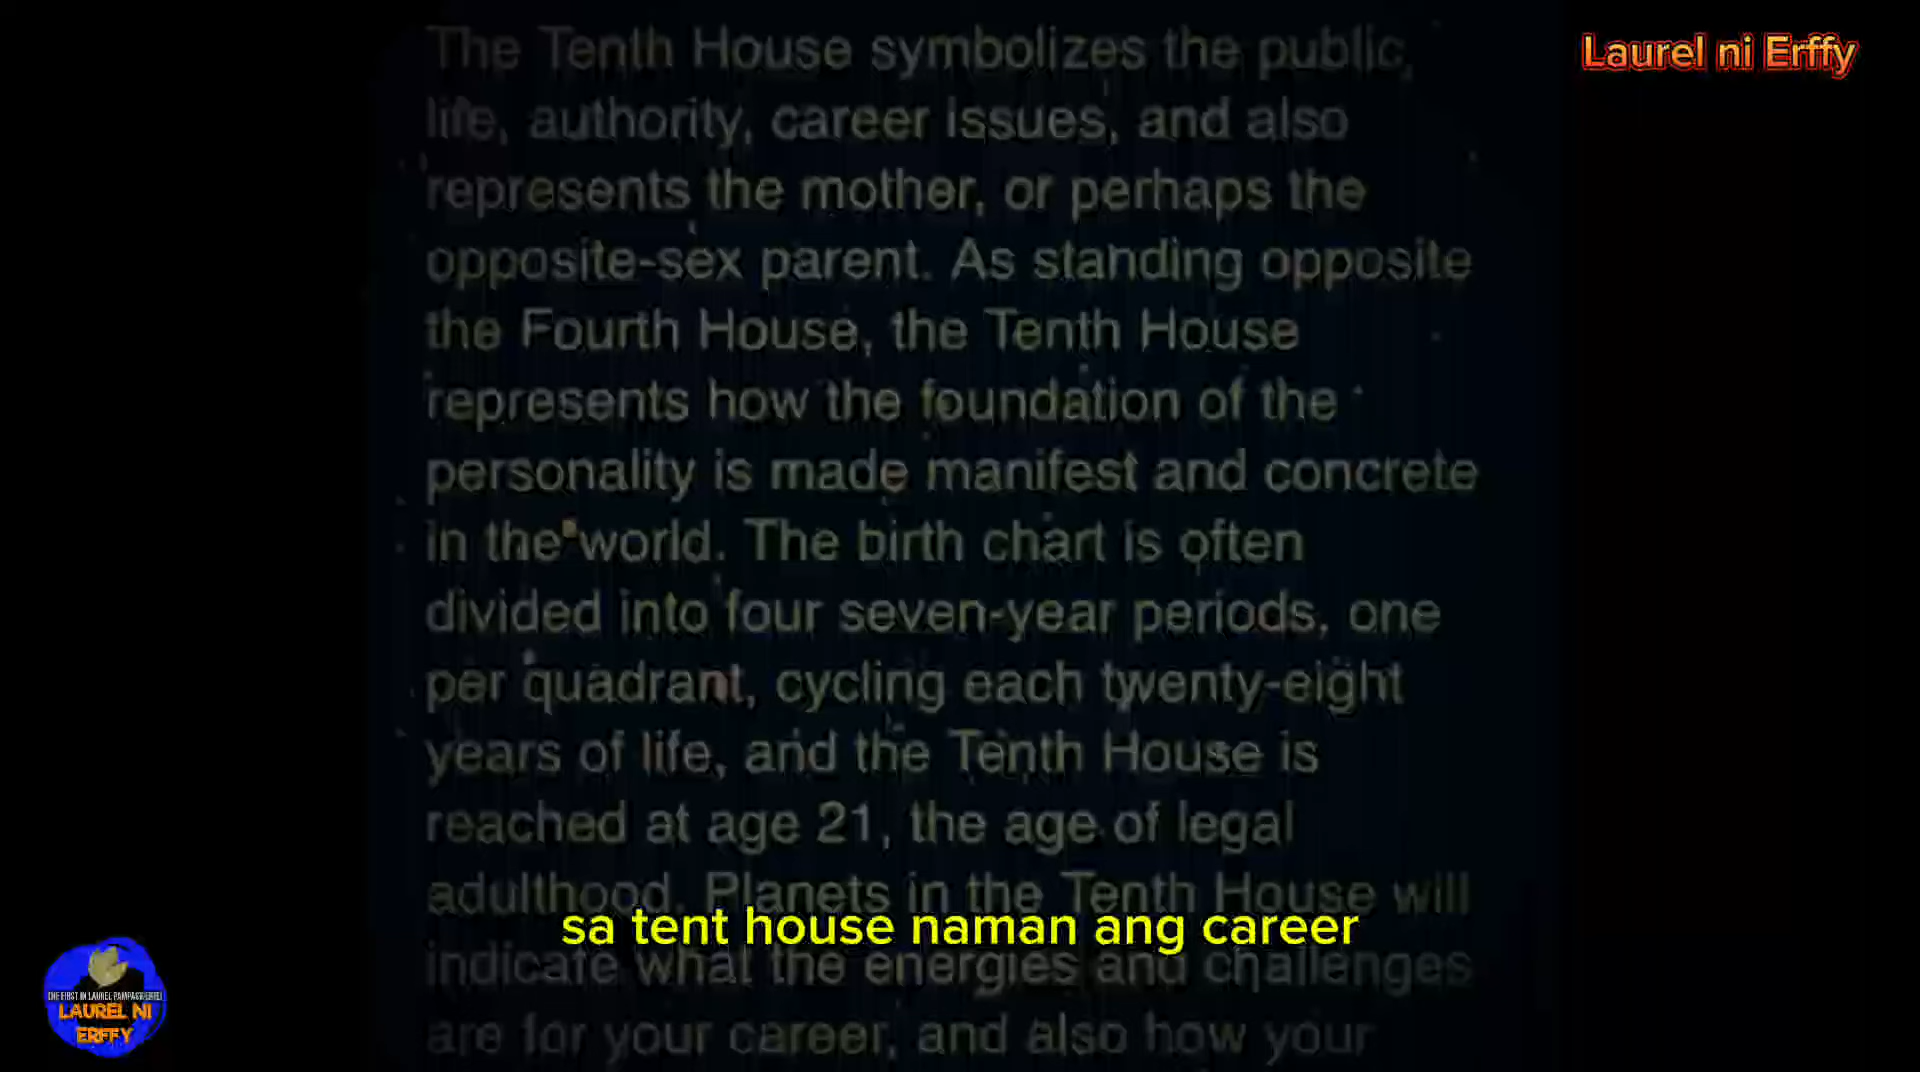 The Tenth House symbolizes the public,
life, authority, career issues, and also
represents the mother, or perhaps the
opposite-sex parent. As standing opposite
the Fourth House, the Tenth House
represents how the foundation of the
personality is made manifest and concrete
in the world. The birth chart is often
divided into four seven-year periods, one
per quadrant, cycling each twenty-eight
years of life, and the Tenth House is
reached at age 21, the age of legal
adulthood. Planets in the Tenth House will
indicate what the energies and challenges
are for your career, and also how your
sa tent house naman ang career
Laurel ni Erffy
LAUREL NI
ERFFY